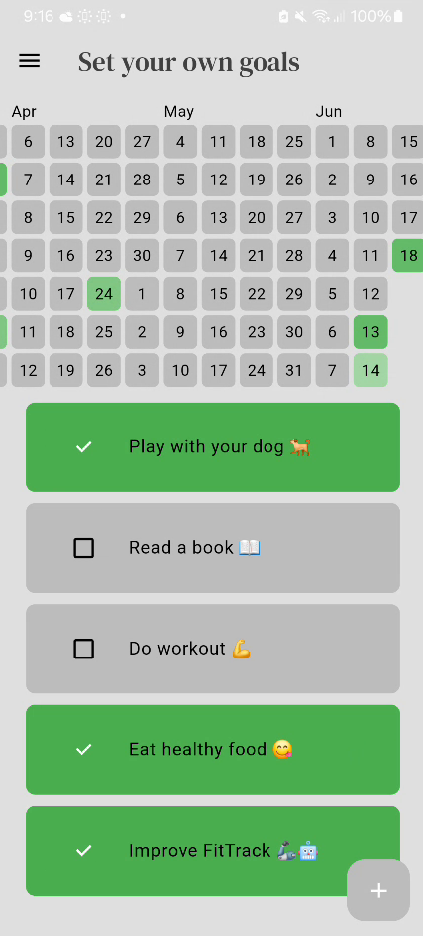 9:16 100%
Set your own goals
Apr May Jun
6 13 20 27 4 11 18 25 1 8 15
7 14 21 28 5 12 19 26 2 9 16
8 15 22 29 6 13 20 27 3 10 17
9 16 23 30 7 14 21 28 4 11 18
10 17 24 1 8 15 22 29 5 12
11 18 25 2 9 16 23 30 6 13
12 19 26 3 10 17 24 31 7 14
Play with your dog 🐕
Read a book 📖
Do workout 💪
Eat healthy food 😋
Improve FitTrack 🦾🤖
+